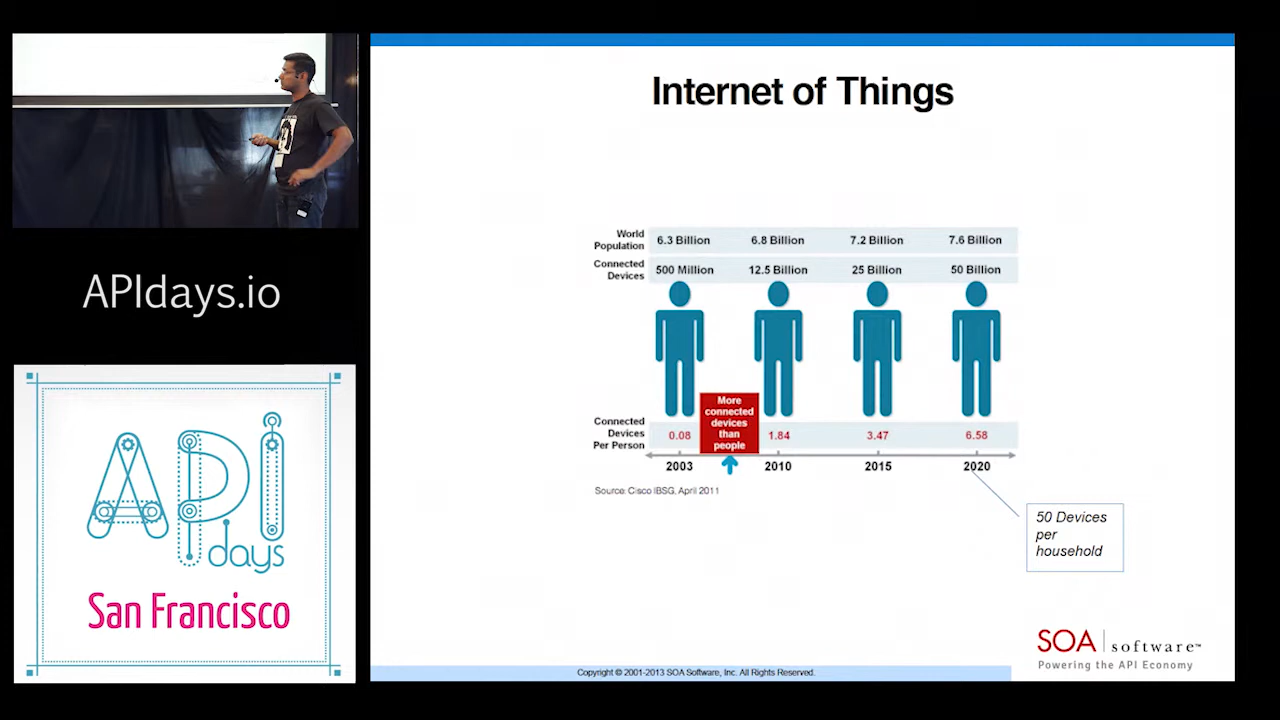 APIdays.io
API
days
San Francisco
Internet of Things
World
Population
6.3 Billion
6.8 Billion
7.2 Billion
7.6 Billion
Connected
Devices
500 Million
12.5 Billion
25 Billion
50 Billion
More
connected
devices
than
people
Connected
Devices
Per Person
0.08
1.84
3.47
6.58
2003
2010
2015
2020
Source: Cisco IBSG, April 2011
50 Devices
per
household
SOA software™
Powering the API Economy
Copyright © 2001-2013 SOA Software, Inc. All Rights Reserved.